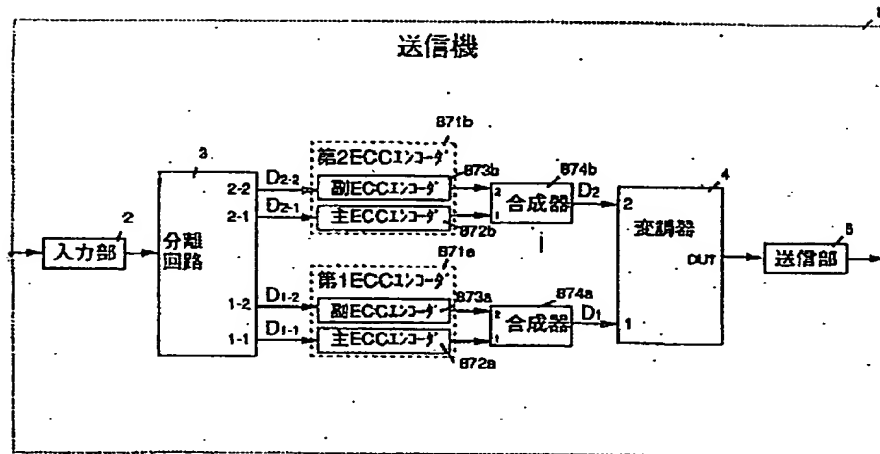 1
送信機
871b
3
第2ECCエンコーダ
873b
874b
4
D2-2
2-2
副ECCエンコーダ
2
合成器
D2
2
2
D2-1
2-1
主ECCエンコーダ
1
変調器
入力部
分離
回路
872b
OUT
5
送信部
871a
第1ECCエンコーダ
873a
874a
D1-2
1-2
副ECCエンコーダ
2
合成器
D1
1
D1-1
1-1
主ECCエンコーダ
1
872a